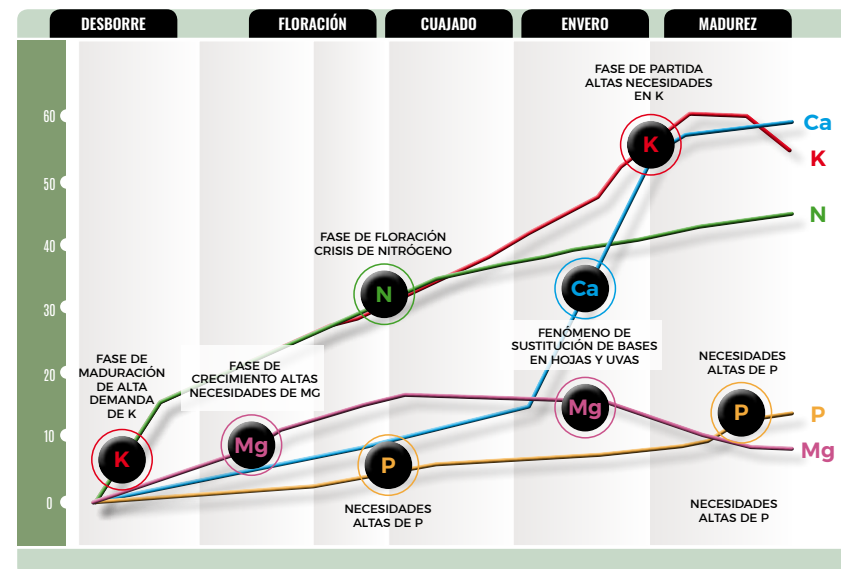 DESBORRE
FLORACIÓN
CUAJADO
ENVERO
MADUREZ
FASE DE PARTIDA
ALTAS NECESIDADES
EN K
60
50
40
30
20
10
0
Ca
K
N
P
Mg
K
FASE DE FLORACIÓN
CRISIS DE NITRÓGENO
N
Ca
FENÓMENO DE
SUSTITUCIÓN DE BASES
EN HOJAS Y UVAS
FASE DE
MADURACIÓN
DE ALTA
DEMANDA
DE K
FASE DE
CRECIMIENTO ALTAS
NECESIDADES DE MG
NECESIDADES
ALTAS DE P
K
Mg
P
Mg
P
NECESIDADES
ALTAS DE P
NECESIDADES
ALTAS DE P